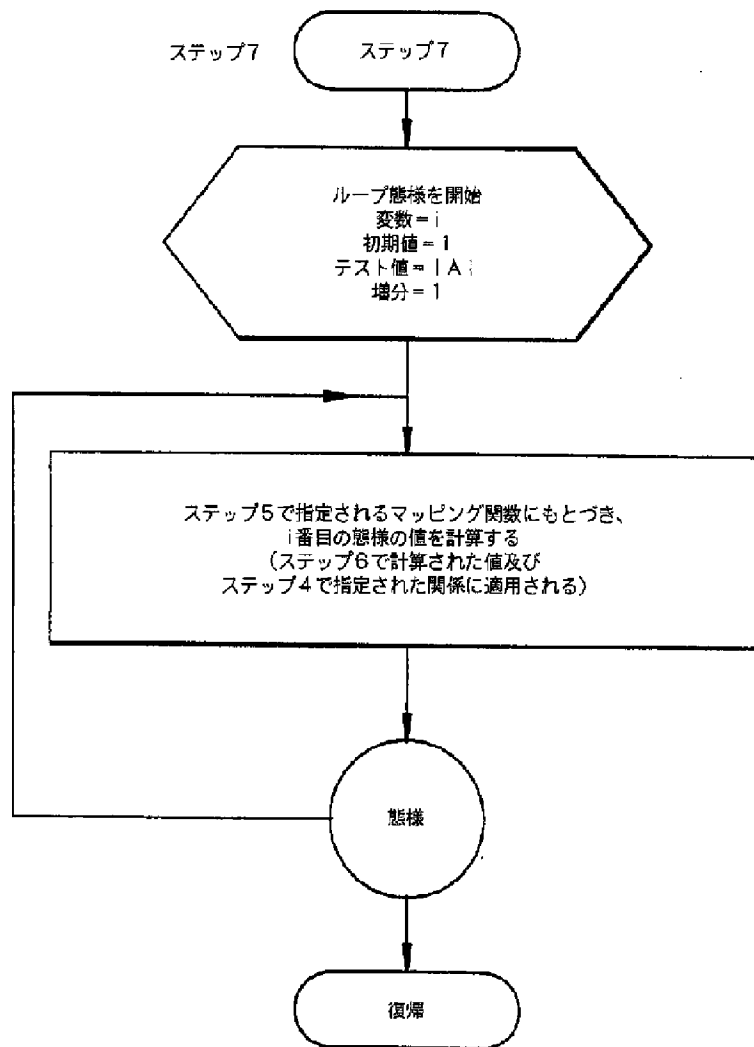 ステップ7
ステップ7
ループ態様を開始
変数=i
初期値=1
テスト値=|A|
増分=1
ステップ5で指定されるマッピング関数にもとづき、
i番目の態様の値を計算する
(ステップ6で計算された値及び
ステップ4で指定された関係に適用される)
態様
復帰